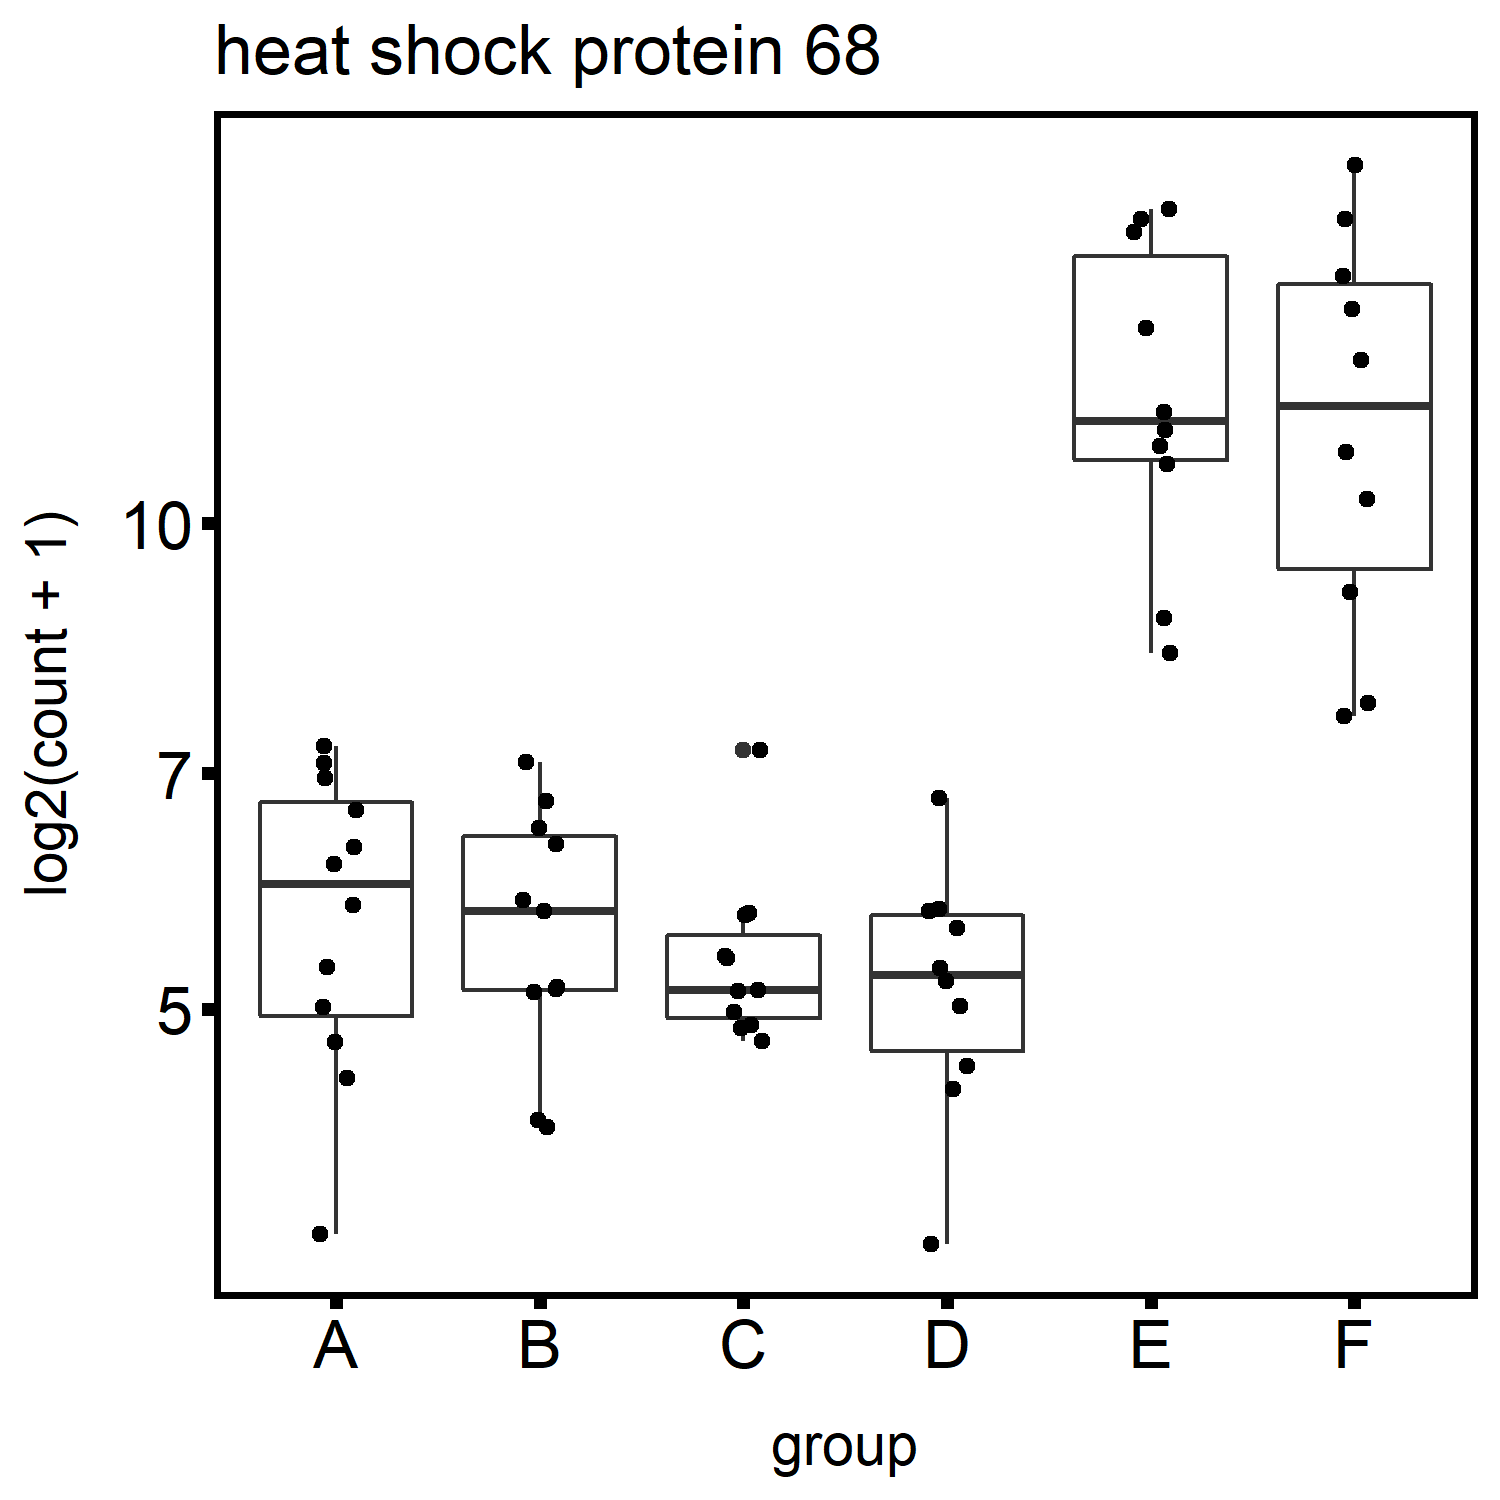 heat shock protein 68
log2(count + 1)
10
7
5
A B C D E F
group